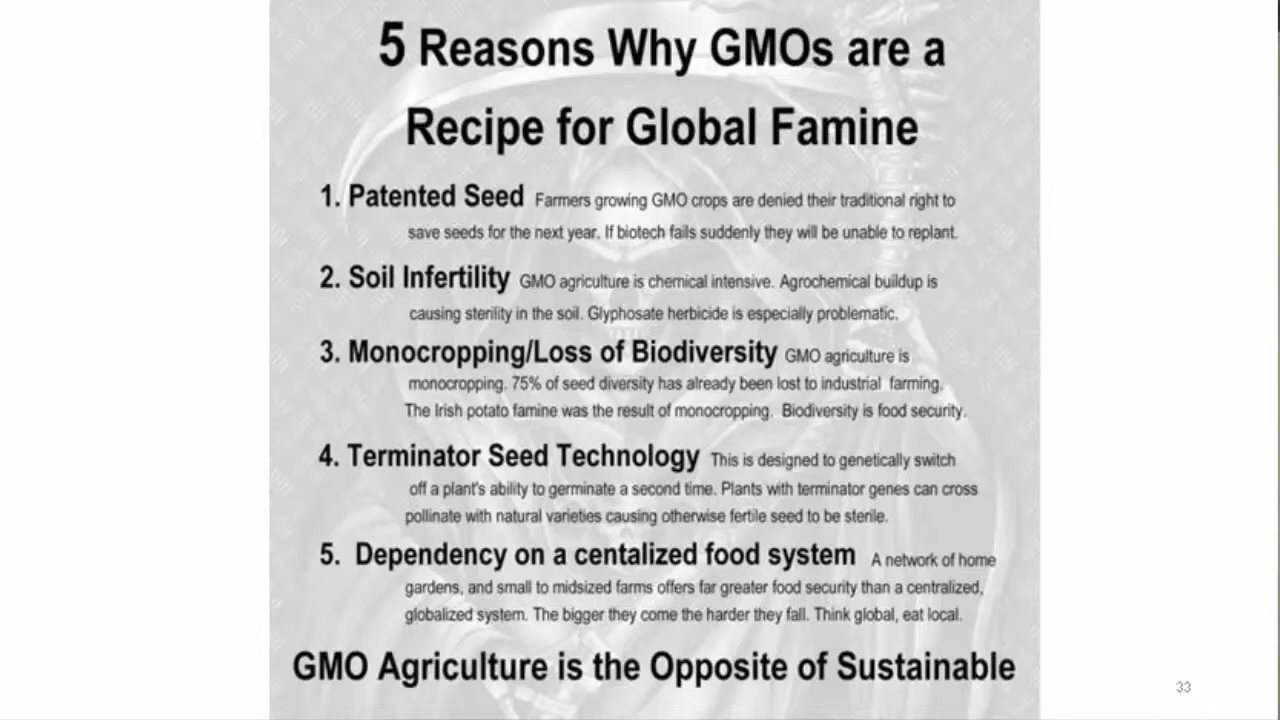 5 Reasons Why GMOs are a
Recipe for Global Famine
1. Patented Seed Farmers growing GMO crops are denied their traditional right to
save seeds for the next year. If biotech fails suddenly they will be unable to replant.
2. Soil Infertility GMO agriculture is chemical intensive. Agrochemical buildup is
causing sterility in the soil. Glyphosate herbicide is especially problematic.
3. Monocropping/Loss of Biodiversity GMO agriculture is
monocropping. 75% of seed diversity has already been lost to industrial farming.
The Irish potato famine was the result of monocropping. Biodiversity is food security.
4. Terminator Seed Technology This is designed to genetically switch
off a plant's ability to germinate a second time. Plants with terminator genes can cross
pollinate with natural varieties causing otherwise fertile seed to be sterile.
5. Dependency on a centalized food system A network of home
gardens, and small to midsized farms offers far greater food security than a centralized,
globalized system. The bigger they come the harder they fall. Think global, eat local.
GMO Agriculture is the Opposite of Sustainable
33